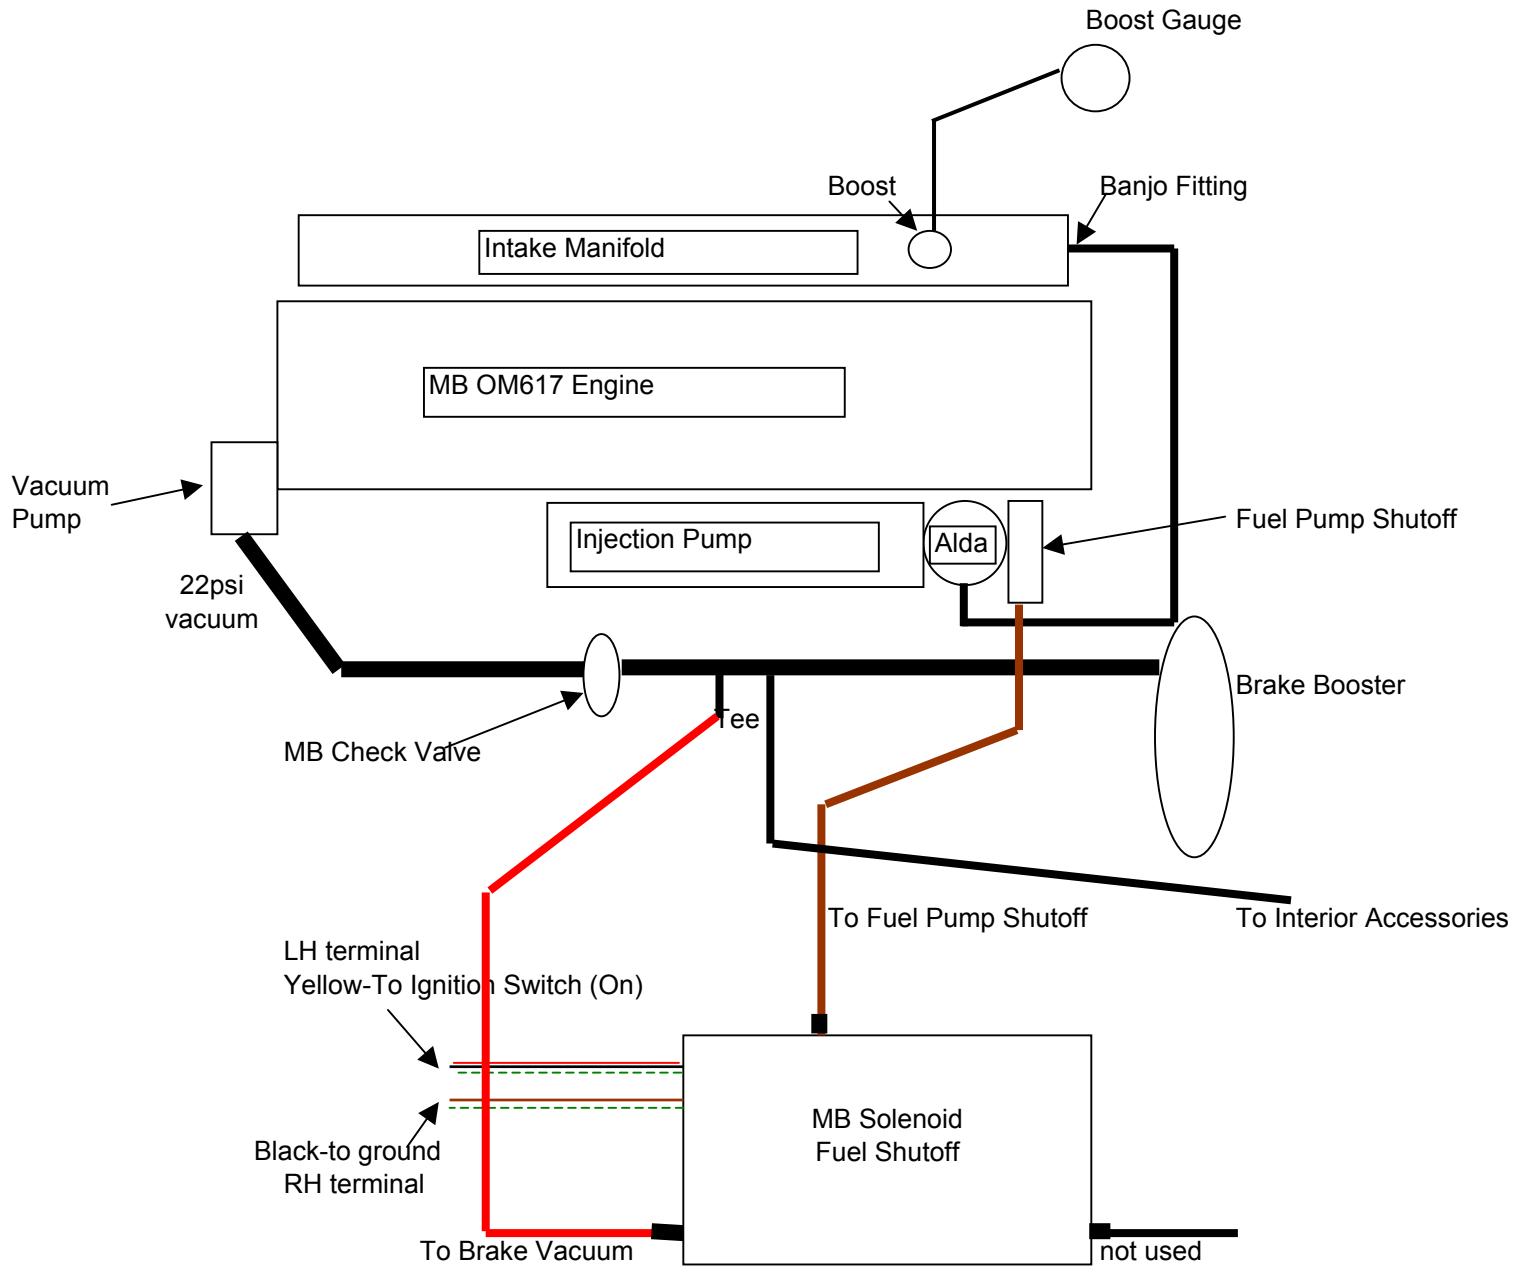 Boost Gauge
Boost
Banjo Fitting
Intake Manifold
MB OM617 Engine
Vacuum
Pump
Injection Pump
Alda
Fuel Pump Shutoff
22psi
vacuum
Brake Booster
Tee
MB Check Valve
To Fuel Pump Shutoff
To Interior Accessories
LH terminal
Yellow-To Ignition Switch (On)
MB Solenoid
Fuel Shutoff
Black-to ground
RH terminal
To Brake Vacuum
not used